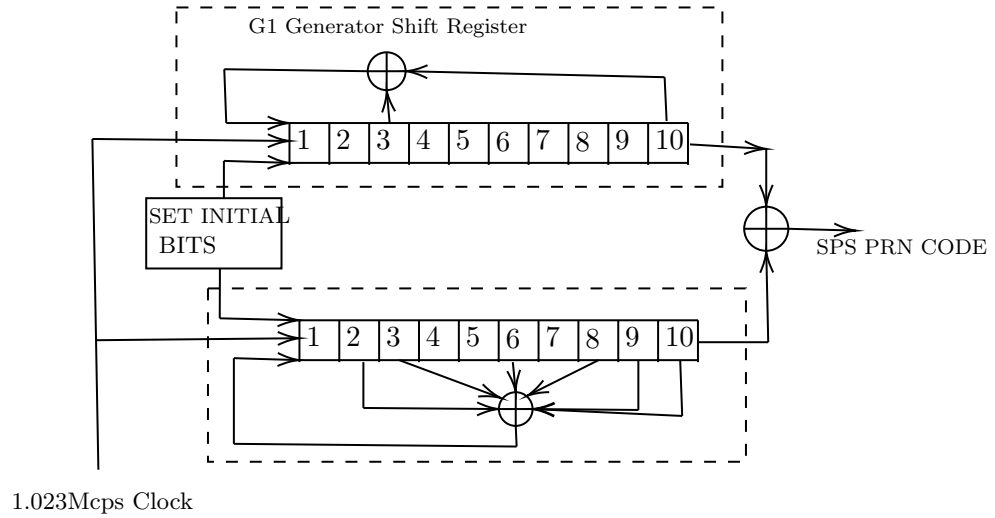 G1 Generator Shift Register
1 2 3 4 5 6 7 8 9 10
SET INITIAL
BITS
SPS PRN CODE
1 2 3 4 5 6 7 8 9 10
1.023Mcps Clock